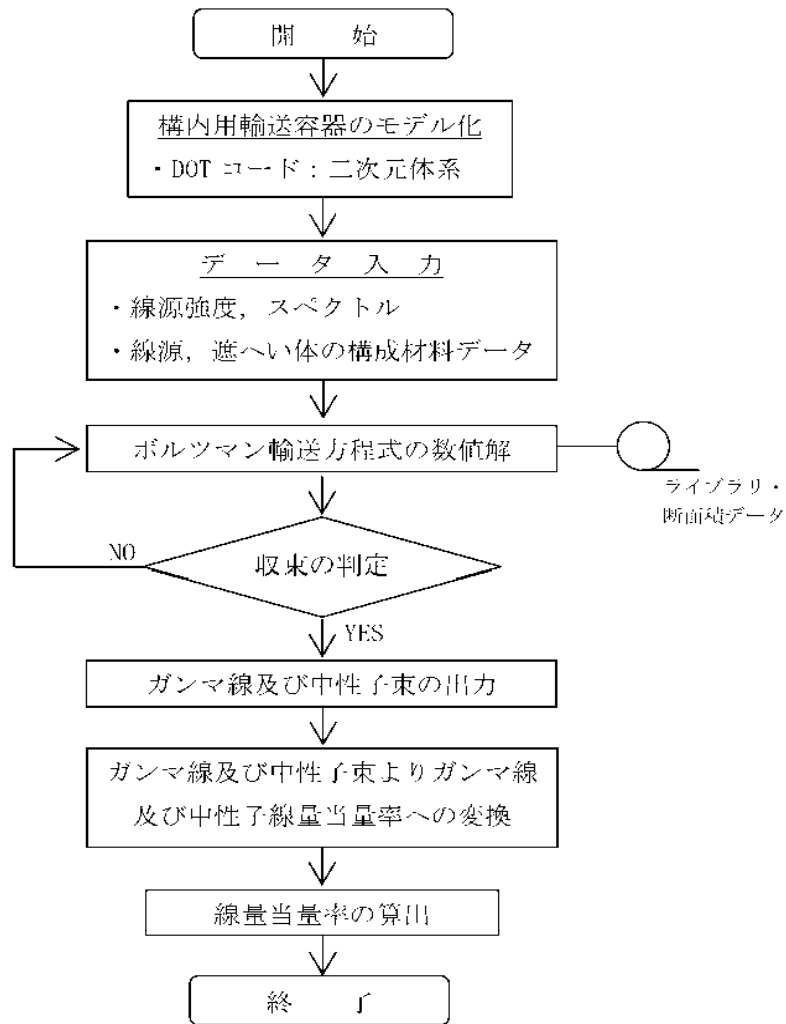 開　始
構内用輸送容器のモデル化
・DOT コード：二次元体系
データ入力
・線源強度，スペクトル
・線源，遮へい体の構成材料データ
ボルツマン輸送方程式の数値解
ライブラリ・
断面積データ
収束の判定
NO
YES
ガンマ線及び中性子束の出力
ガンマ線及び中性子束よりガンマ線
及び中性子線量当量率への変換
線量当量率の算出
終　了